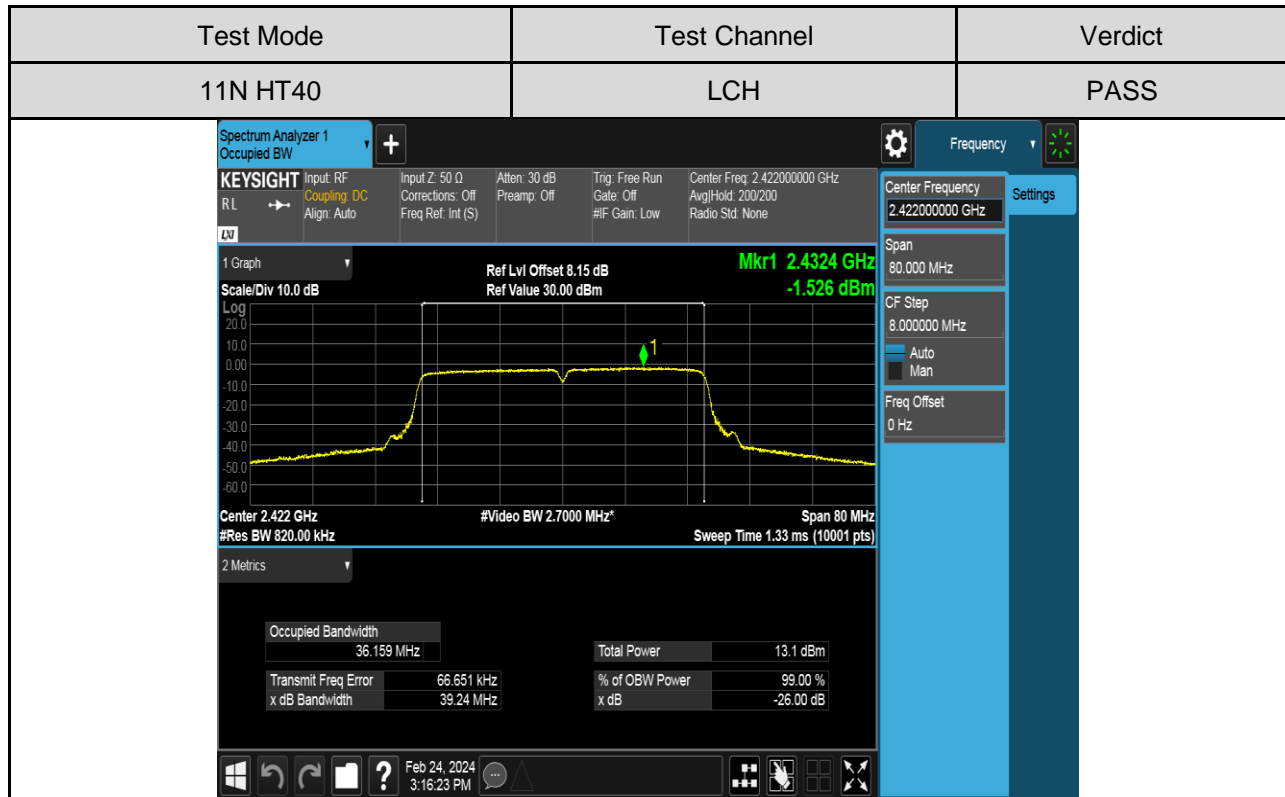 Test Mode Test Channel Verdict
11N HT40 LCH PASS
Spectrum Analyzer 1
Occupied BW
+
Frequency
KEYSIGHT Input: RF Input Z: 50 Ω Atten: 30 dB Trig: Free Run Center Freq: 2.422000000 GHz
RL Coupling: DC Corrections: Off Preamp: Off Gate: Off Avg|Hold: 200/200
Align: Auto Freq Ref: Int (S) #IF Gain: Low Radio Std: None
LXI
Center Frequency
2.422000000 GHz
Settings
Span
80.000 MHz
CF Step
8.000000 MHz
Auto
Man
Freq Offset
0 Hz
1 Graph Ref Lvl Offset 8.15 dB Mkr1 2.4324 GHz
Scale/Div 10.0 dB Ref Value 30.00 dBm -1.526 dBm
Log
20.0
10.0
0.00
-10.0
-20.0
-30.0
-40.0
-50.0
-60.0
1
Center 2.422 GHz #Video BW 2.7000 MHz* Span 80 MHz
#Res BW 820.00 kHz Sweep Time 1.33 ms (10001 pts)
2 Metrics
Occupied Bandwidth
36.159 MHz Total Power 13.1 dBm
Transmit Freq Error 66.651 kHz % of OBW Power 99.00 %
x dB Bandwidth 39.24 MHz x dB -26.00 dB
? Feb 24, 2024
3:16:23 PM